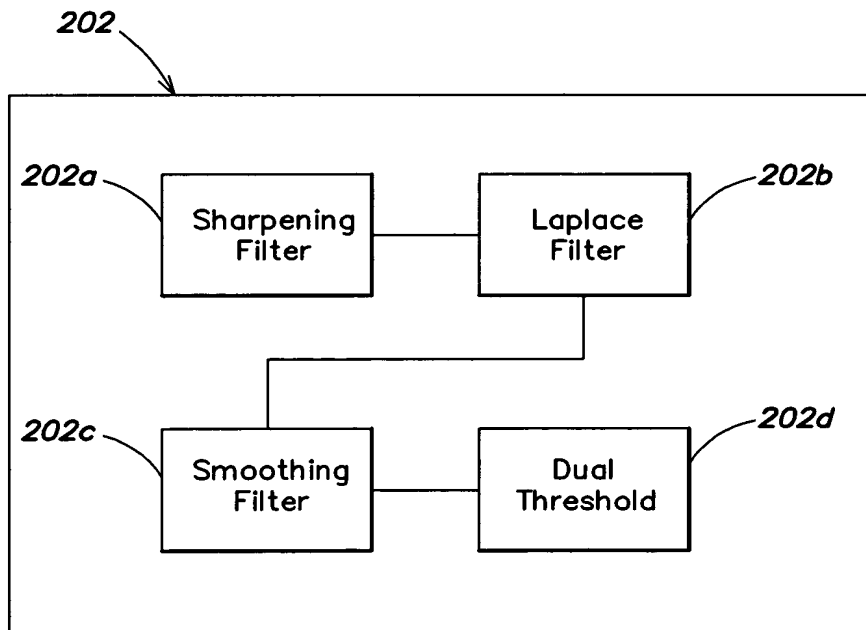 202
202a
Sharpening
Filter
Laplace
Filter
202b
202c
Smoothing
Filter
Dual
Threshold
202d